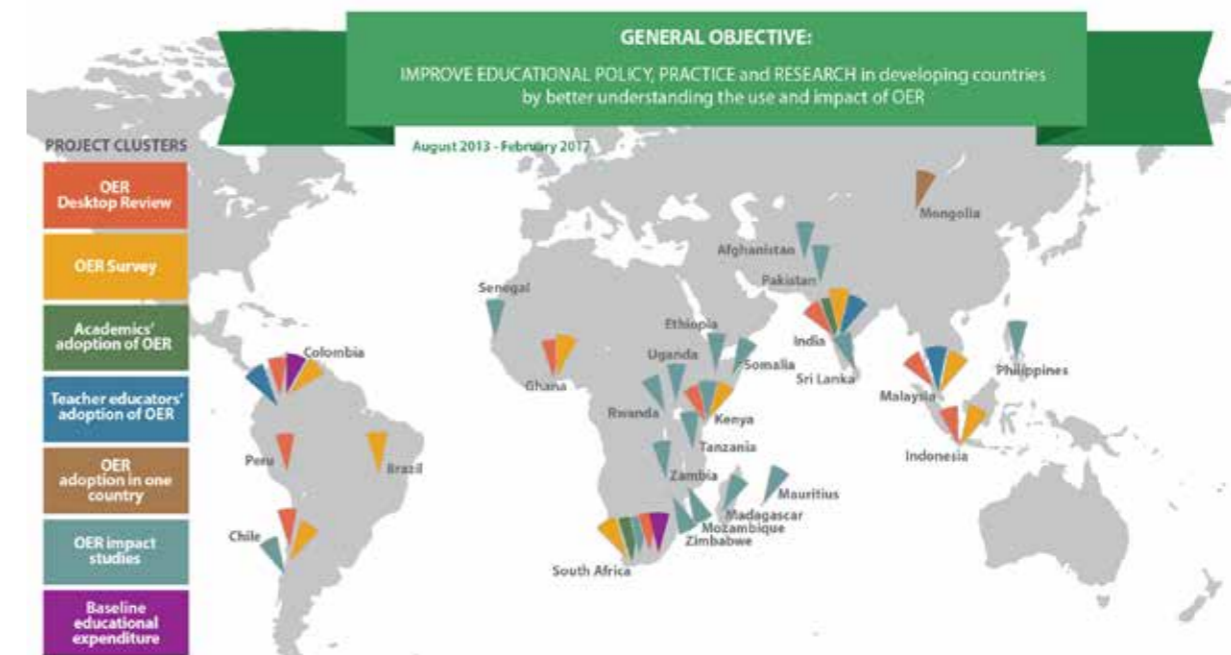 GENERAL OBJECTIVE:
IMPROVE EDUCATIONAL POLICY, PRACTICE and RESEARCH in developing countries
by better understanding the use and impact of OER
August 2013 - February 2017
PROJECT CLUSTERS
OER
Desktop Review
OER Survey
Academics'
adoption of OER
Teacher educators'
adoption of OER
OER
adoption in one
country
OER impact
studies
Baseline
educational
expenditure
Mongolia
Afghanistan
Pakistan
Senegal
Ethiopia
India
Uganda
Somalia
Colombia
Sri Lanka
Philippines
Ghana
Malaysia
Rwanda
Kenya
Tanzania
Indonesia
Peru
Brazil
Zambia
Mauritius
Madagascar
Mozambique
Chile
Zimbabwe
South Africa